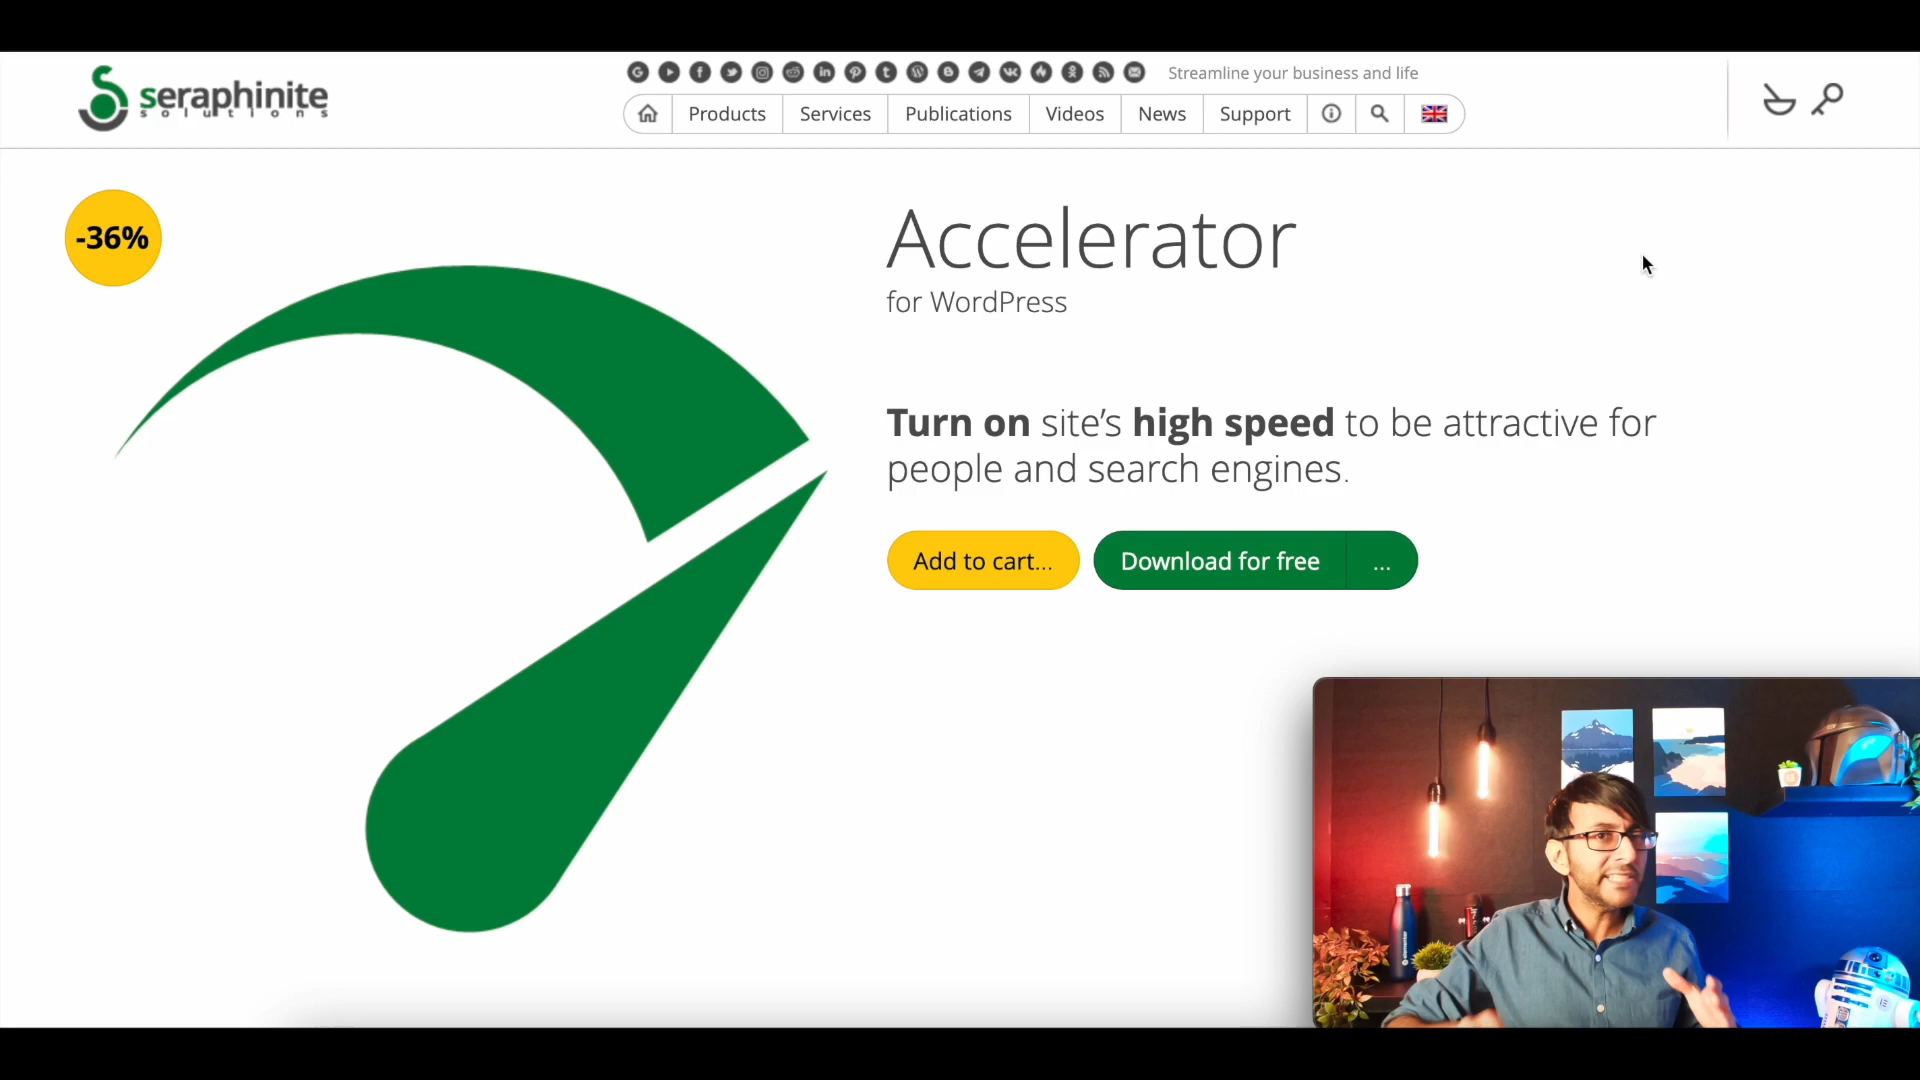 seraphinite
solutions
Streamline your business and life
Products
Services
Publications
Videos
News
Support
-36%
Accelerator
for WordPress
Turn on site’s high speed to be attractive for
people and search engines.
Add to cart...
Download for free
...